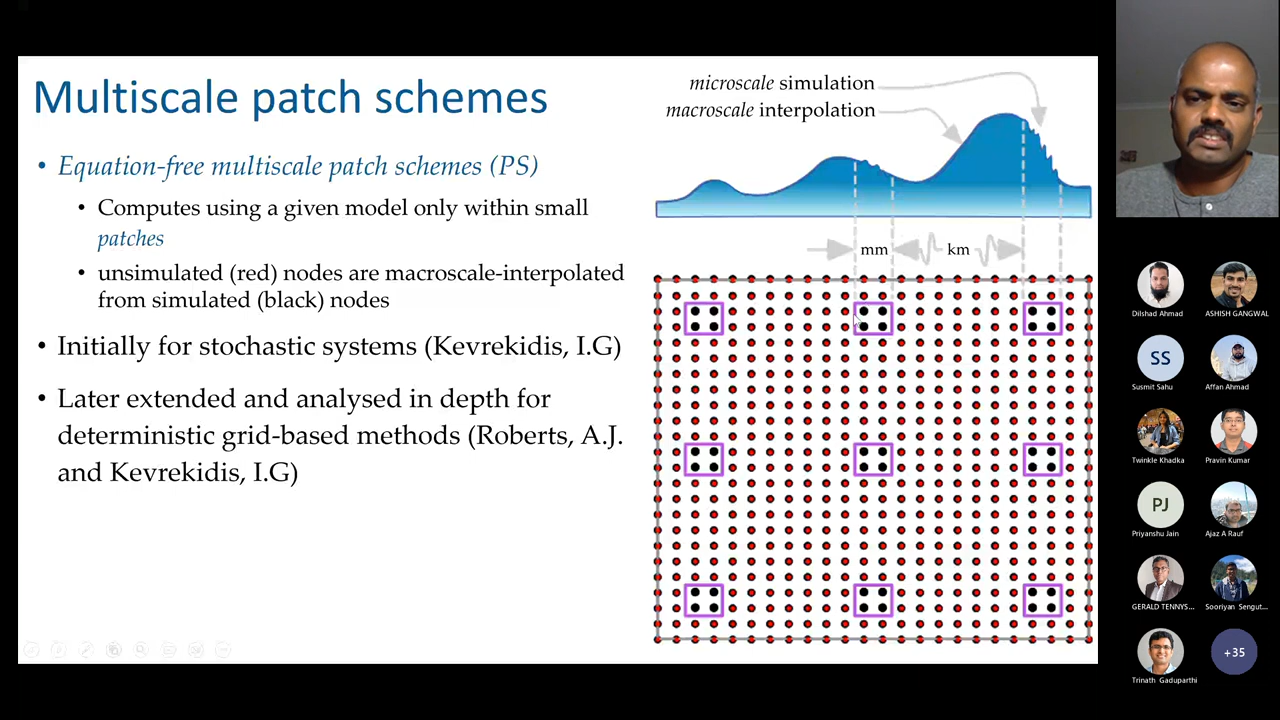 Multiscale patch schemes
• Equation-free multiscale patch schemes (PS)
• Computes using a given model only within small
patches
• unsimulated (red) nodes are macroscale-interpolated
from simulated (black) nodes
• Initially for stochastic systems (Kevrekidis, I.G)
• Later extended and analysed in depth for
deterministic grid-based methods (Roberts, A.J.
and Kevrekidis, I.G)
microscale simulation
macroscale interpolation
mm
km
Dilshad Ahmad
ASHISH GANGWAL
SS
Susmit Sahu
Affan Ahmad
Twinkle Khadka
Pravin Kumar
PJ
Priyanshu Jain
Ajaz A Rauf
GERALD TENNYS...
Sooriyan Sengut...
Trinath Gaduparthi
+35